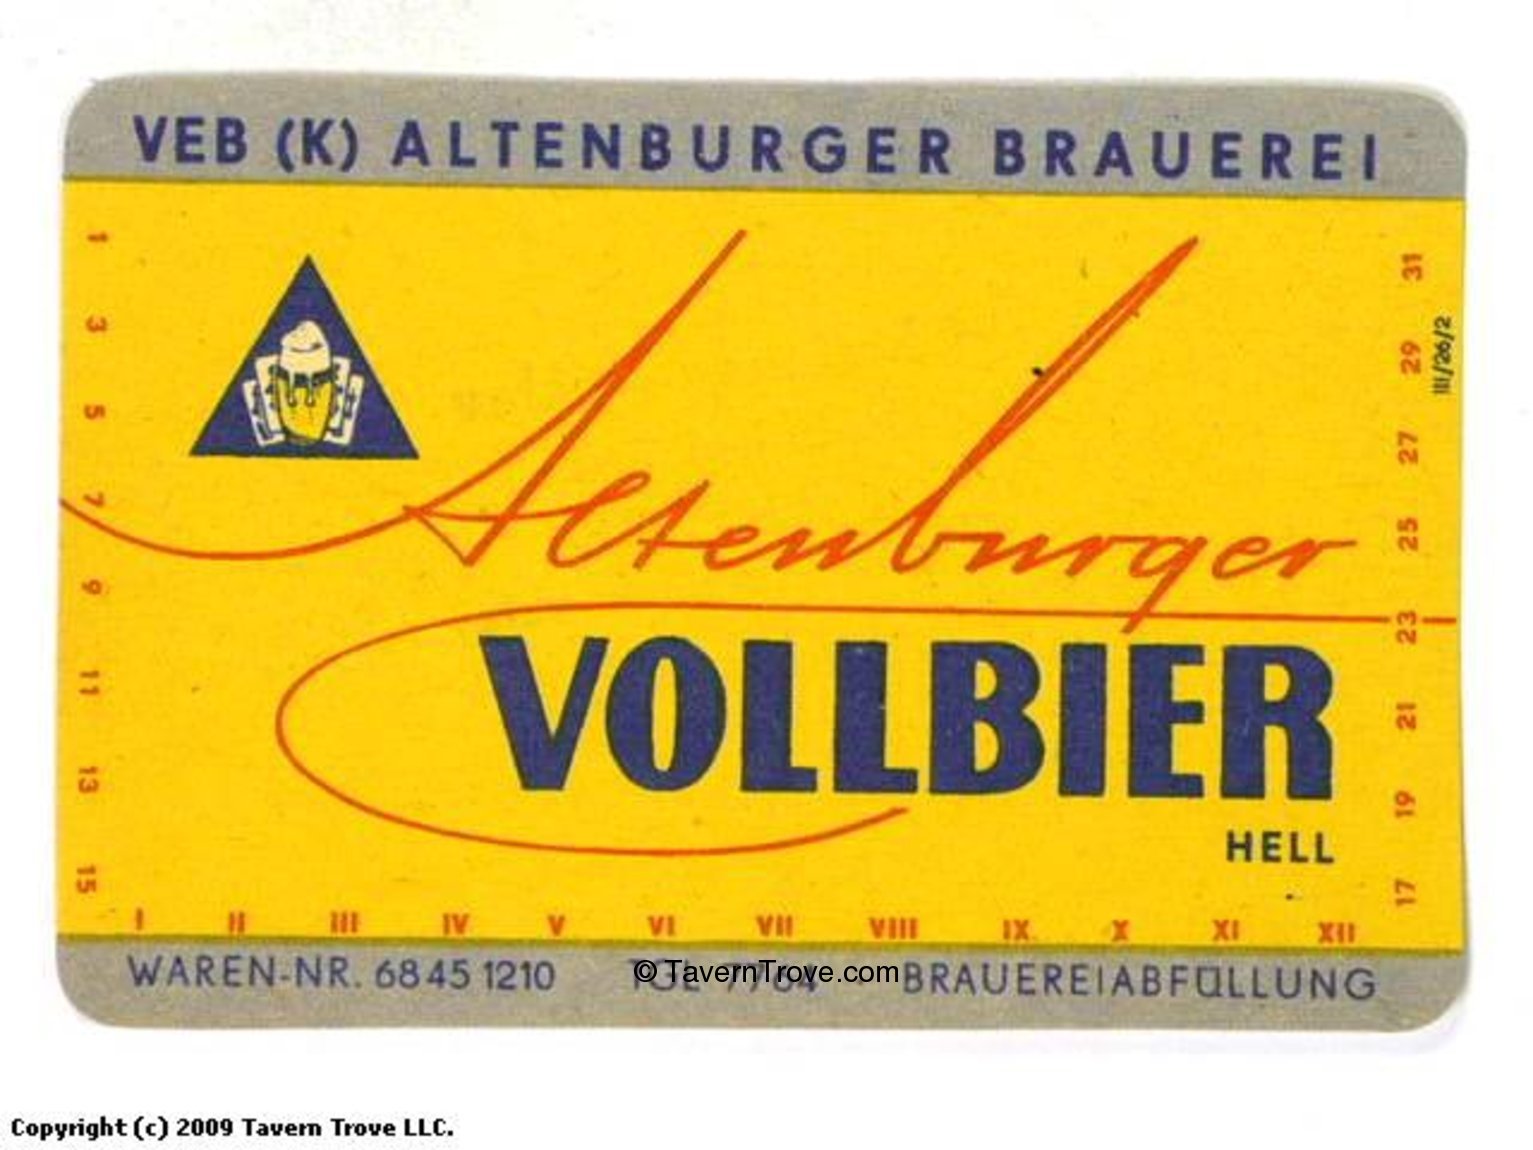 VEB (K) ALTENBURGER BRAUEREI
1
3
5
7
9
11
13
15
31
29
27
25
23
21
19
17
III/26/2
Altenburger
VOLLBIER
HELL
I II III IV V VI VII VIII IX X XI XII
WAREN-NR. 6845 1210 TGL 7764 BRAUEREIABFÜLLUNG
© TavernTrove.com
Copyright (c) 2009 Tavern Trove LLC.